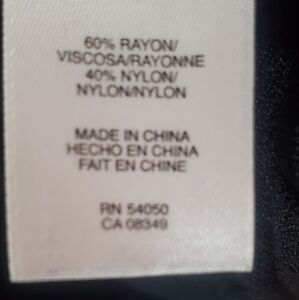 60% RAYON/
VISCOSA/RAYONNE
40% NYLON/
NYLON/NYLON
MADE IN CHINA
HECHO EN CHINA
FAIT EN CHINE
RN 54050
CA 08349